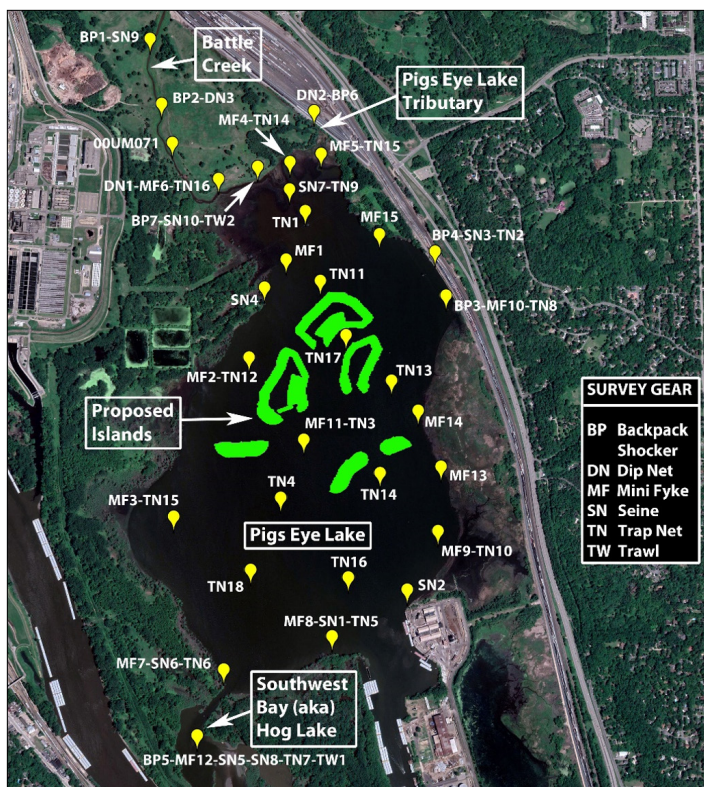 BP1-SN9
Battle
Creek
Pigs Eye Lake
Tributary
DN2-BP6
BP2-DN3
MF4-TN14
00UM071
MF5-TN15
DN1-MF6-TN16
SN7-TN9
BP7-SN10-TW2
TN1
MF15
BP4-SN3-TN2
MF1
TN11
SN4
BP3-MF10-TN8
TN17
MF2-TN12
TN13
Proposed
Islands
MF14
MF11-TN3
SURVEY GEAR
BP Backpack
Shocker
DN Dip Net
MF Mini Fyke
SN Seine
TN Trap Net
TW Trawl
MF13
TN14
TN4
MF3-TN15
Pigs Eye Lake
MF9-TN10
TN16
TN18
SN2
MF8-SN1-TN5
MF7-SN6-TN6
Southwest
Bay (aka)
Hog Lake
BP5-MF12-SN5-SN8-TN7-TW1